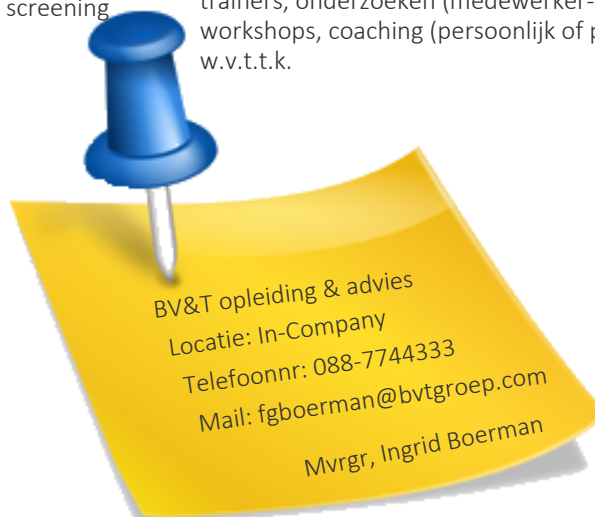 screening
trainers, onderzoeken (medewerker-
workshops, coaching (persoonlijk of
w.v.t.t.k.
BV&T opleiding & advies
Locatie: In-Company
Telefoonnr: 088-7744333
Mail: fgboerman@bvtgroep.com
Mvrgr, Ingrid Boerman